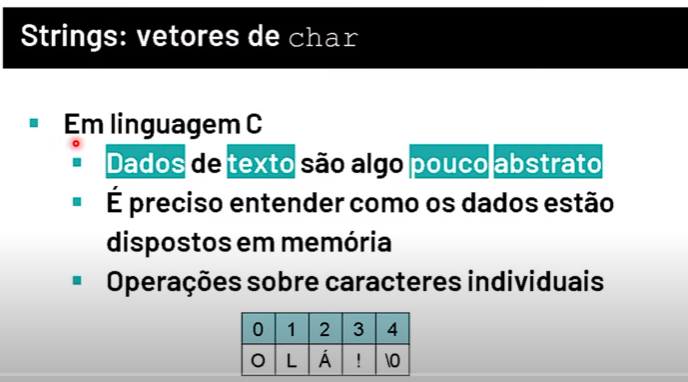 Strings: vetores de char
Em linguagem C
Dados de texto são algo pouco abstrato
É preciso entender como os dados estão
dispostos em memória
Operações sobre caracteres individuais
0 1 2 3 4
O L Á ! \0